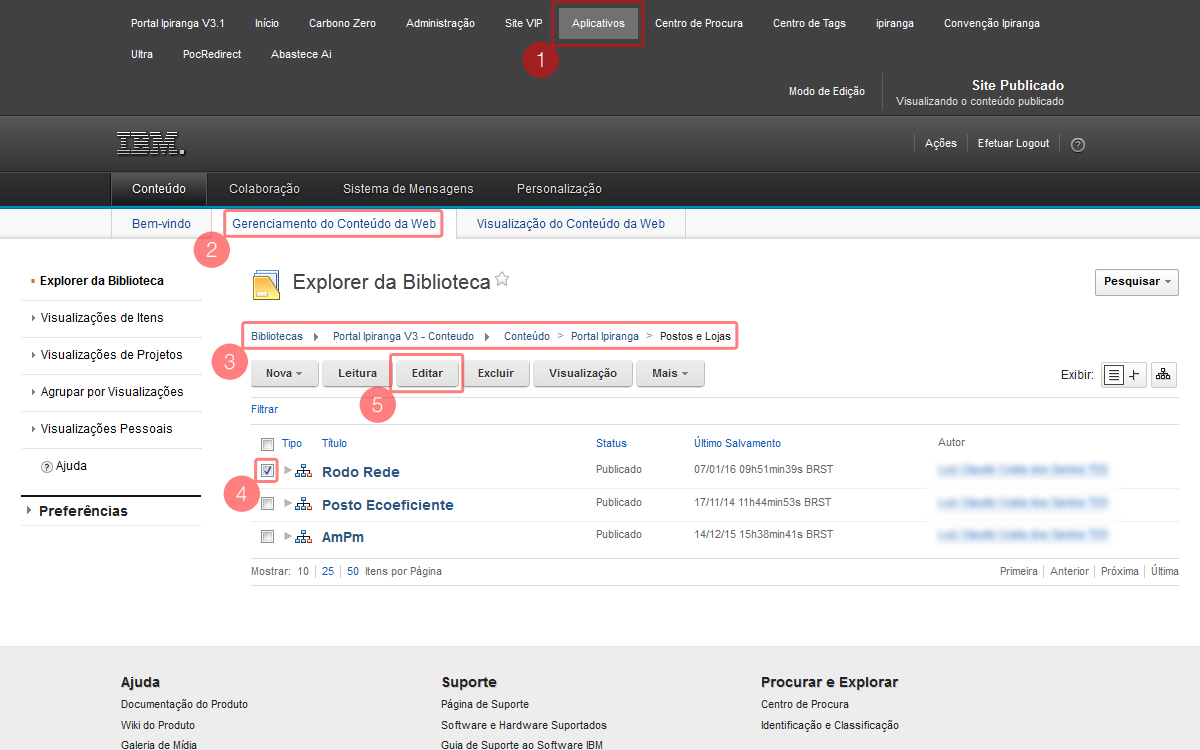 Portal Ipiranga V3.1 Início Carbono Zero Administração Site VIP Aplicativos Centro de Procura Centro de Tags ipiranga Convenção Ipiranga
Ultra PocRedirect Abastece Ai
1
Modo de Edição
Site Publicado
Visualizando o conteúdo publicado
IBM.
Ações Efetuar Logout ?
Conteúdo Colaboração Sistema de Mensagens Personalização
Bem-vindo Gerenciamento do Conteúdo da Web Visualização do Conteúdo da Web
2
Explorer da Biblioteca
Visualizações de Itens
Visualizações de Projetos
Agrupar por Visualizações
Visualizações Pessoais
? Ajuda
Preferências
Explorer da Biblioteca
Pesquisar
Bibliotecas Portal Ipiranga V3 - Conteudo Conteúdo > Portal Ipiranga > Postos e Lojas
3
Nova Leitura Editar Excluir Visualização Mais
Exibir:
5
Filtrar
Tipo Título Status Último Salvamento Autor
Rodo Rede Publicado 07/01/16 09h51min39s BRST
4
Posto Ecoeficiente Publicado 17/11/14 11h44min53s BRST
AmPm Publicado 14/12/15 15h38min41s BRST
Mostrar: 10 | 25 | 50 Itens por Página
Primeira | Anterior | Próxima | Última
Ajuda
Documentação do Produto
Wiki do Produto
Galeria de Mídia
Suporte
Página de Suporte
Software e Hardware Suportados
Guia de Suporte ao Software IBM
Procurar e Explorar
Centro de Procura
Identificação e Classificação